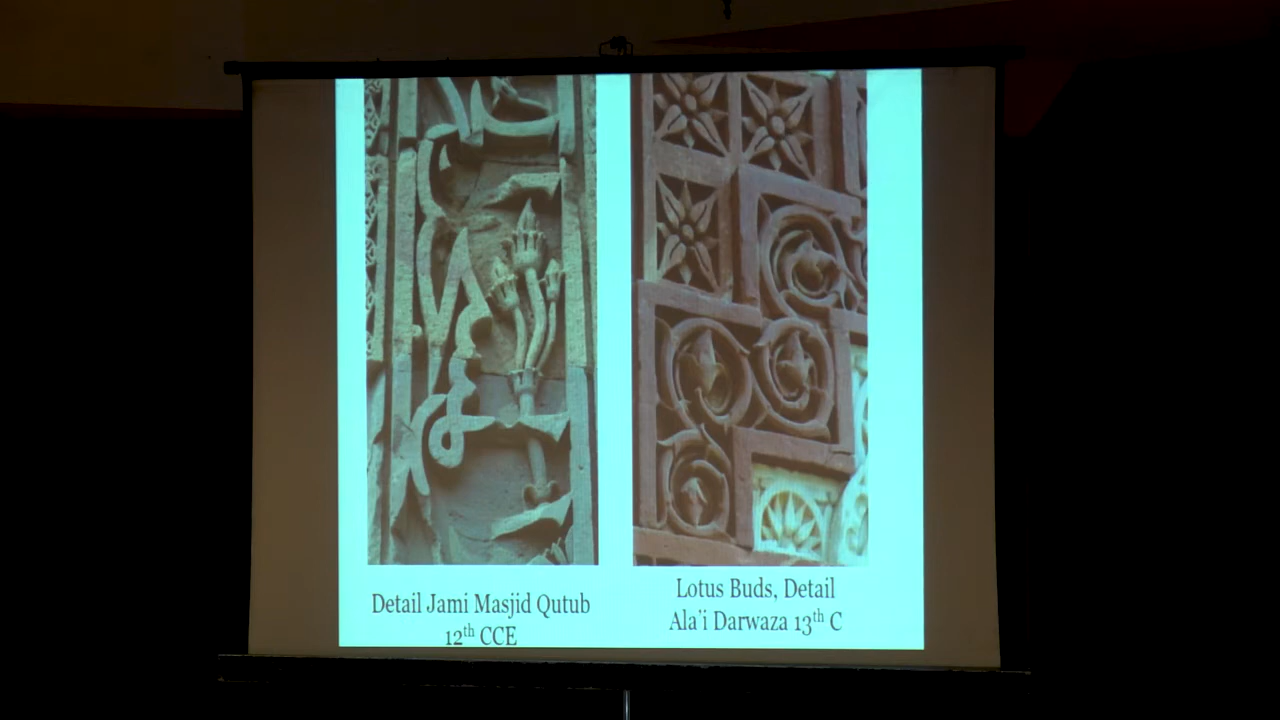 Detail Jami Masjid Qutub
12th CCE
Lotus Buds, Detail
Ala'i Darwaza 13th C